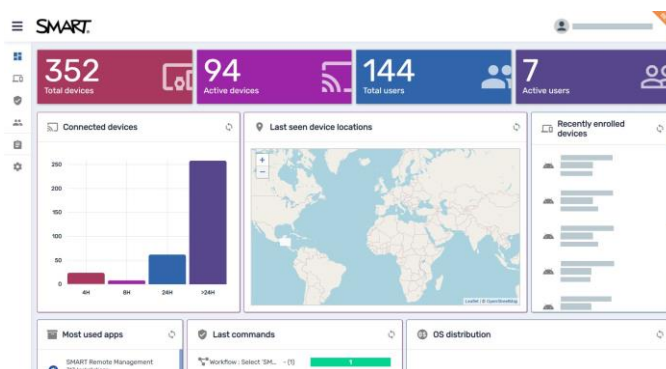 SMART
352
Total devices
94
Active devices
144
Total users
7
Active users
Connected devices
250
200
150
100
50
0
4H
8H
24H
>24H
Last seen device locations
+
−
Leaflet | © OpenStreetMap
Recently enrolled
devices
Most used apps
SMART Remote Management
Last commands
Workflow : Select 'SM... - (1)
1
OS distribution